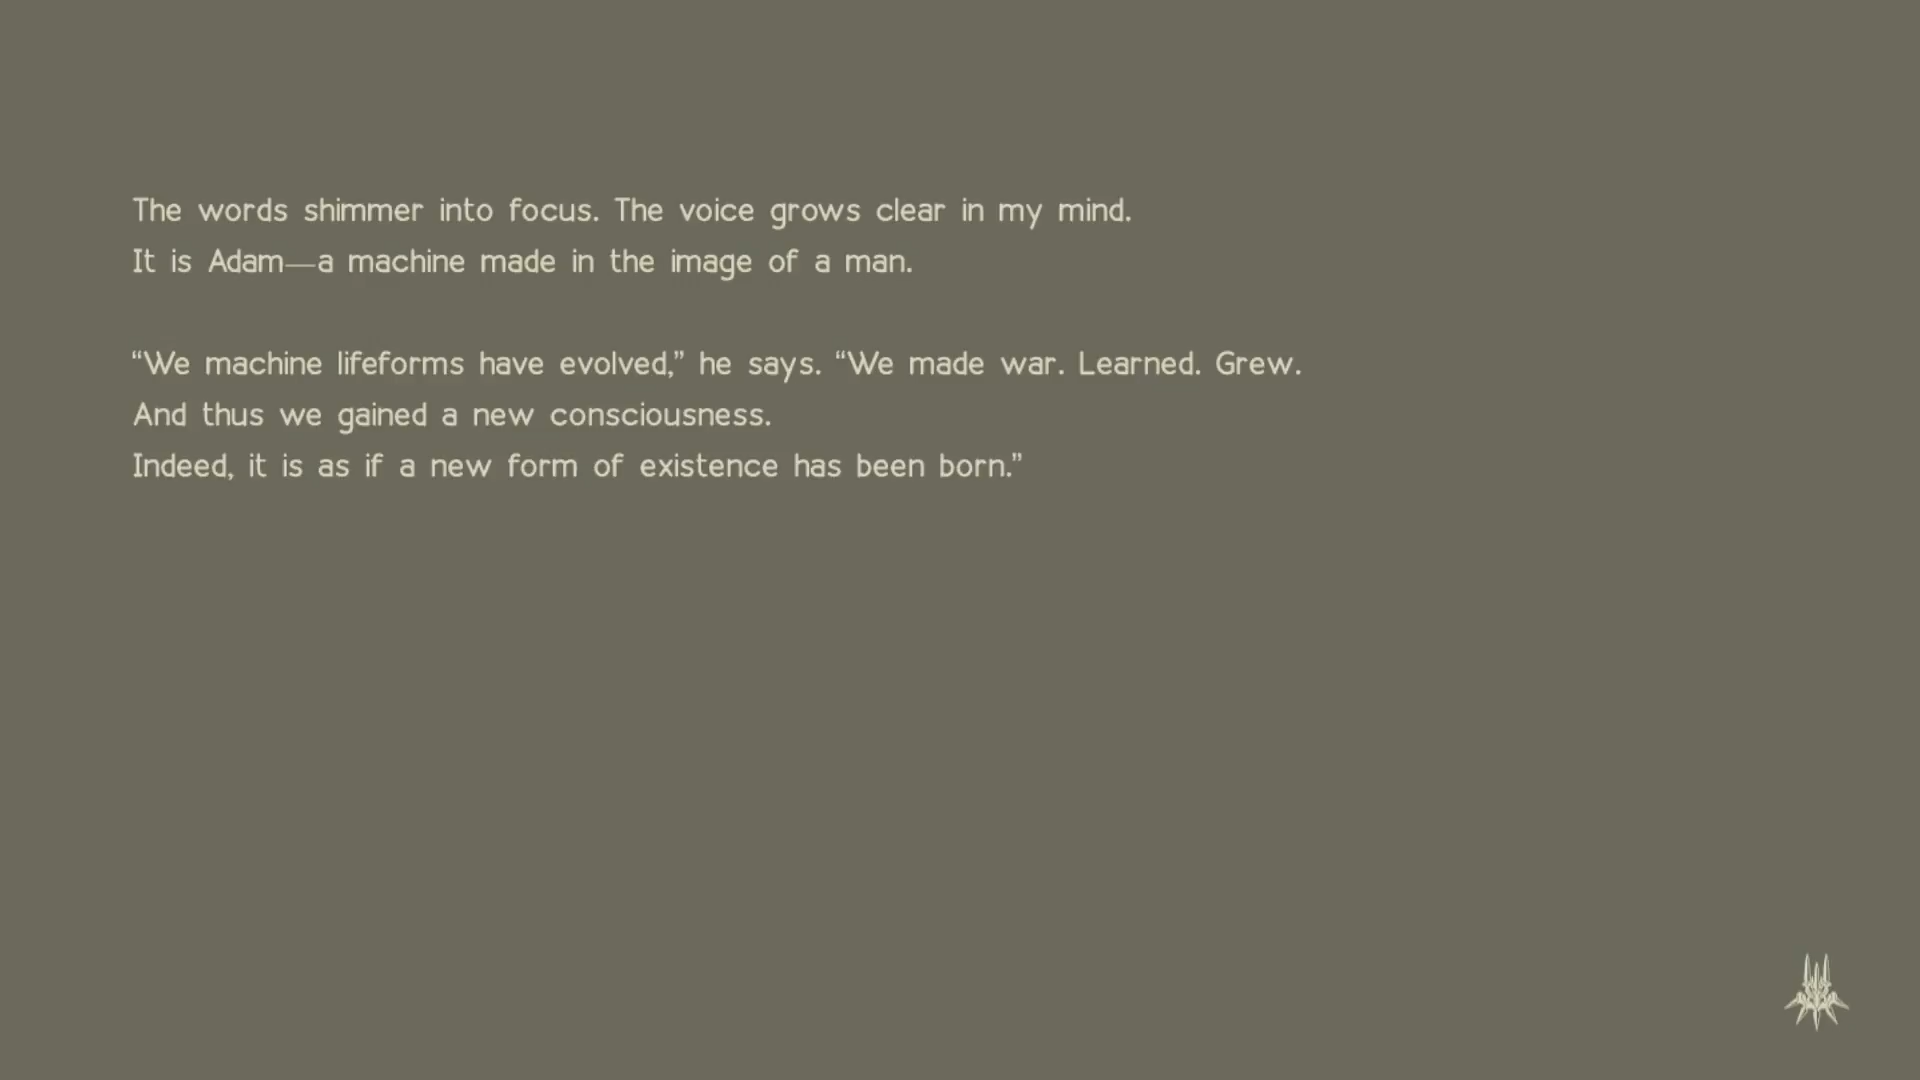 The words shimmer into focus. The voice grows clear in my mind.
It is Adam—a machine made in the image of a man.
“We machine lifeforms have evolved,” he says. “We made war. Learned. Grew.
And thus we gained a new consciousness.
Indeed, it is as if a new form of existence has been born.”